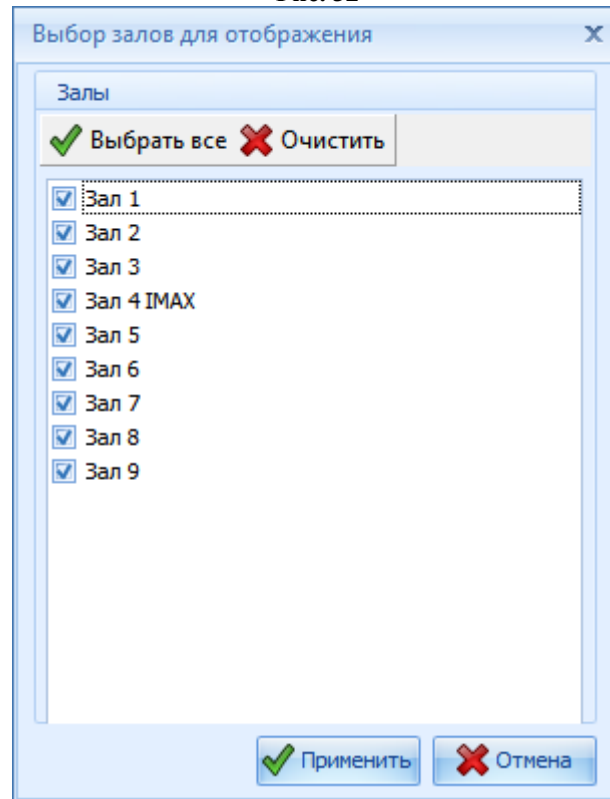 Выбор залов для отображения
Залы
Выбрать все Очистить
Зал 1
Зал 2
Зал 3
Зал 4 IMAX
Зал 5
Зал 6
Зал 7
Зал 8
Зал 9
Применить Отмена